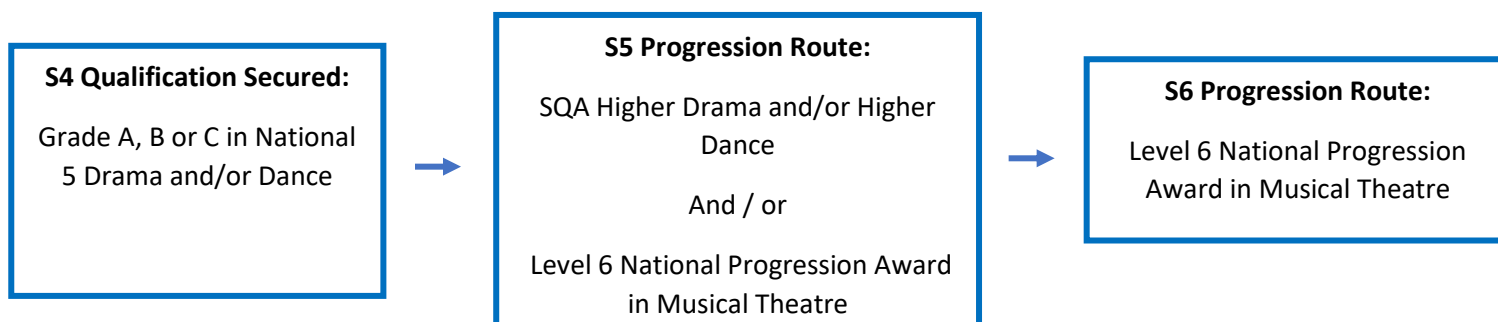 S4 Qualification Secured:
Grade A, B or C in National
5 Drama and/or Dance
S5 Progression Route:
SQA Higher Drama and/or Higher
Dance
And / or
Level 6 National Progression Award
in Musical Theatre
S6 Progression Route:
Level 6 National Progression
Award in Musical Theatre